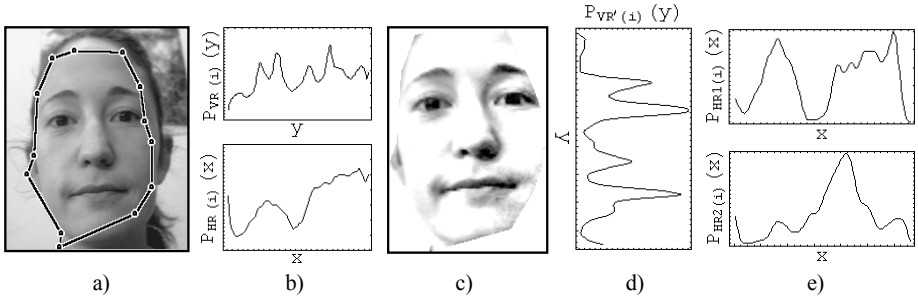 P_VR(i) (y)
y
P_HR(i) (x)
x
P_VR'(i) (y)
y
P_HR1(i) (x)
x
P_HR2(i) (x)
x
a) b) c) d) e)